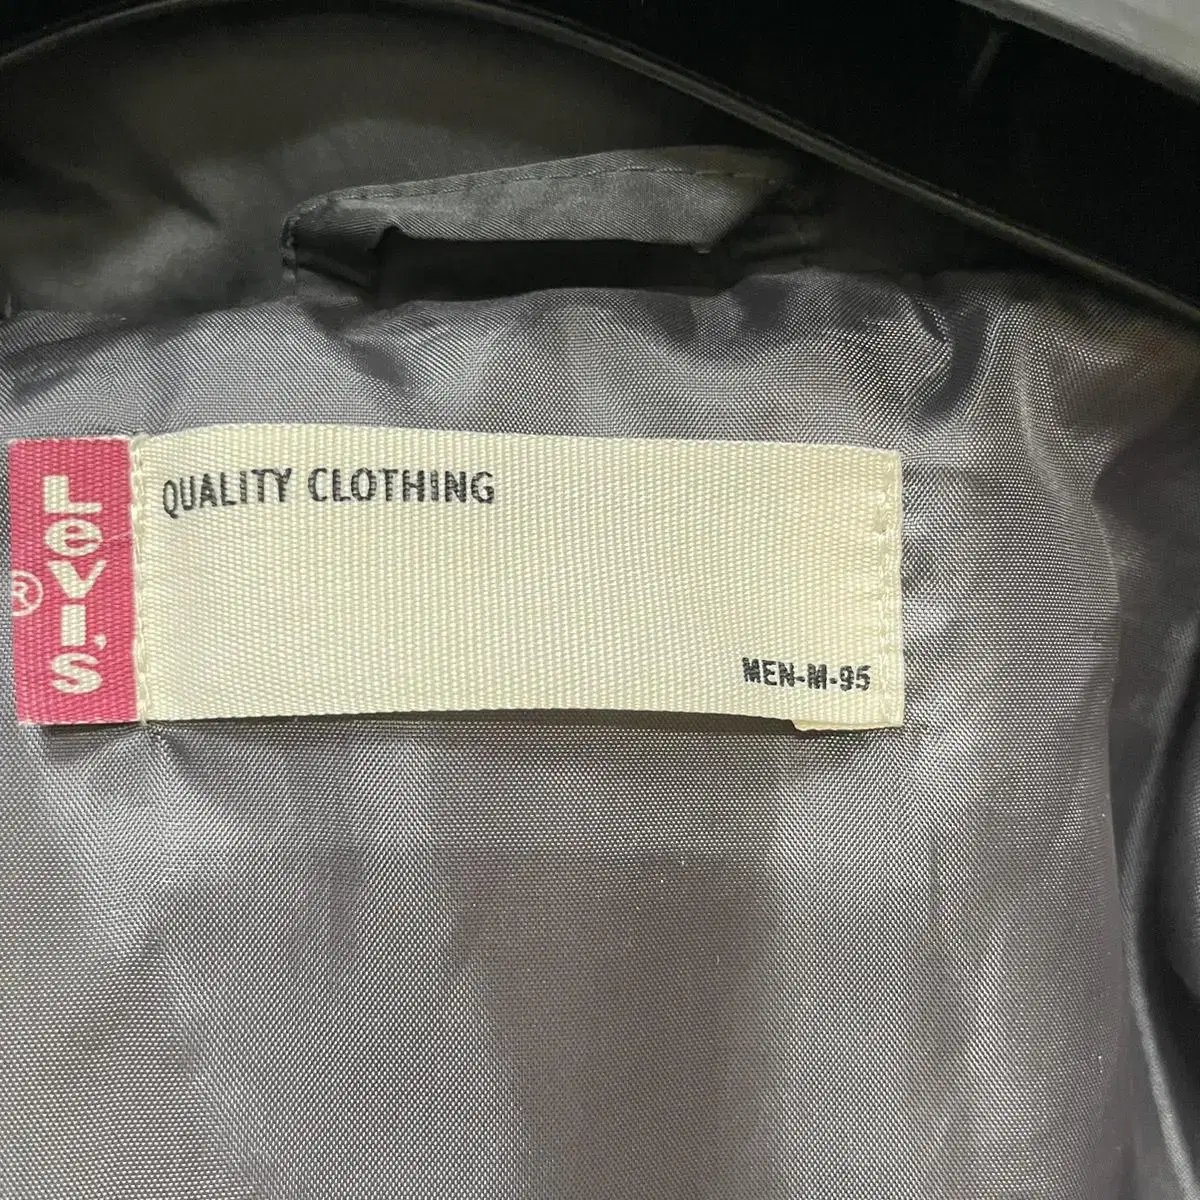 Levi's
®
QUALITY CLOTHING
MEN-M-95